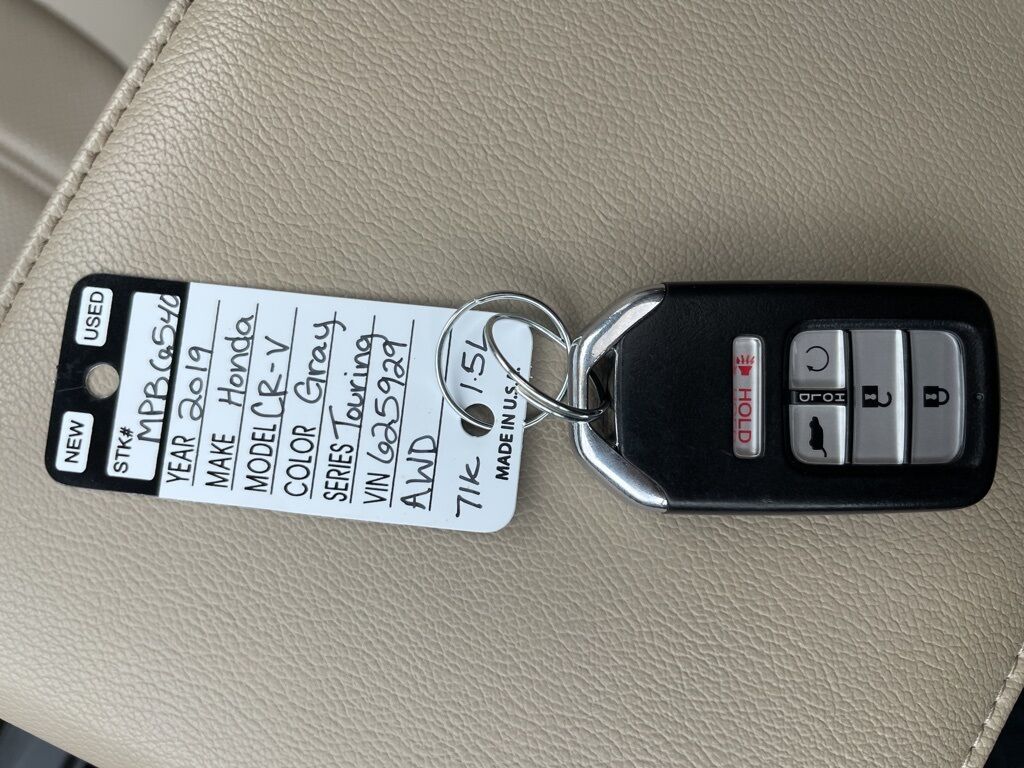 NEW USED
STK# MPB6540
YEAR 2019
MAKE Honda
MODEL CR-V
COLOR Gray
SERIES Touring
VIN 625929
AWD
71K 1.5L
MADE IN U.S.
HOLD
HOLD